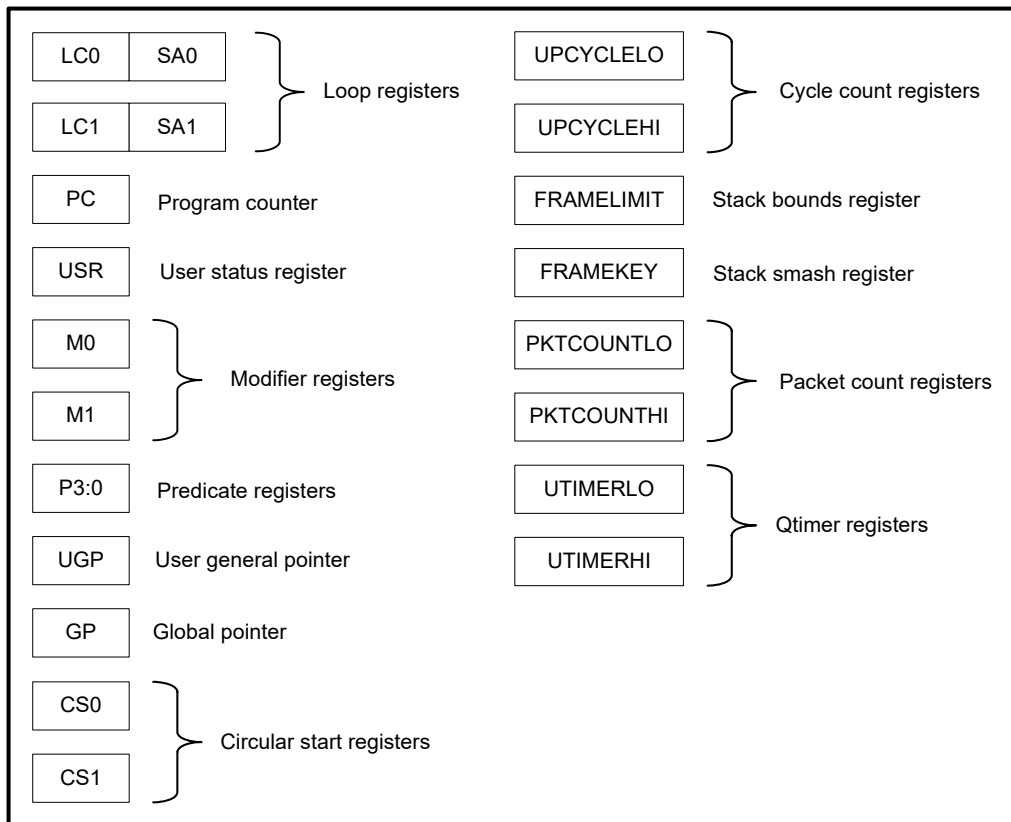 LC0 SA0
Loop registers
LC1 SA1
PC Program counter
USR User status register
M0
Modifier registers
M1
P3:0 Predicate registers
UGP User general pointer
GP Global pointer
CS0
Circular start registers
CS1
UPCYCLELO
Cycle count registers
UPCYCLEHI
FRAMELIMIT Stack bounds register
FRAMEKEY Stack smash register
PKTCOUNTLO
Packet count registers
PKTCOUNTHI
UTIMERLO
Qtimer registers
UTIMERHI